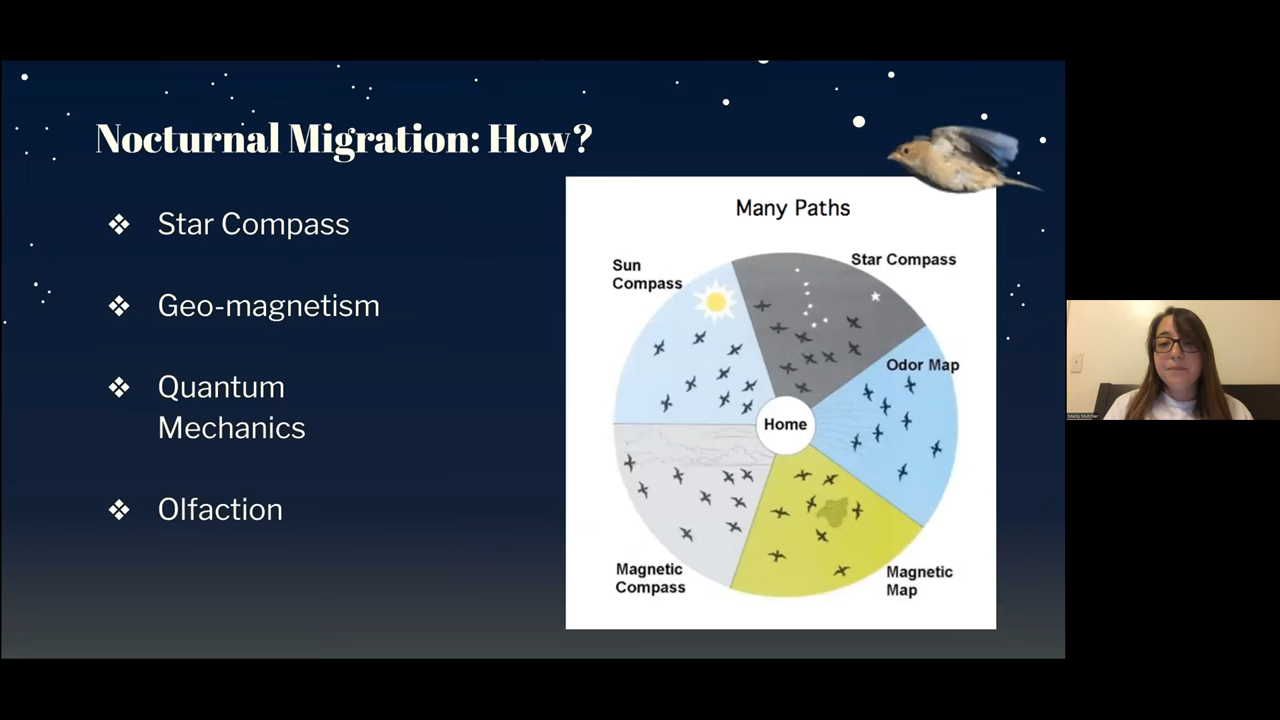 Nocturnal Migration: How?
❖ Star Compass
❖ Geo-magnetism
❖ Quantum
Mechanics
❖ Olfaction
Many Paths
Sun
Compass
Star Compass
Odor Map
Home
Magnetic
Compass
Magnetic
Map